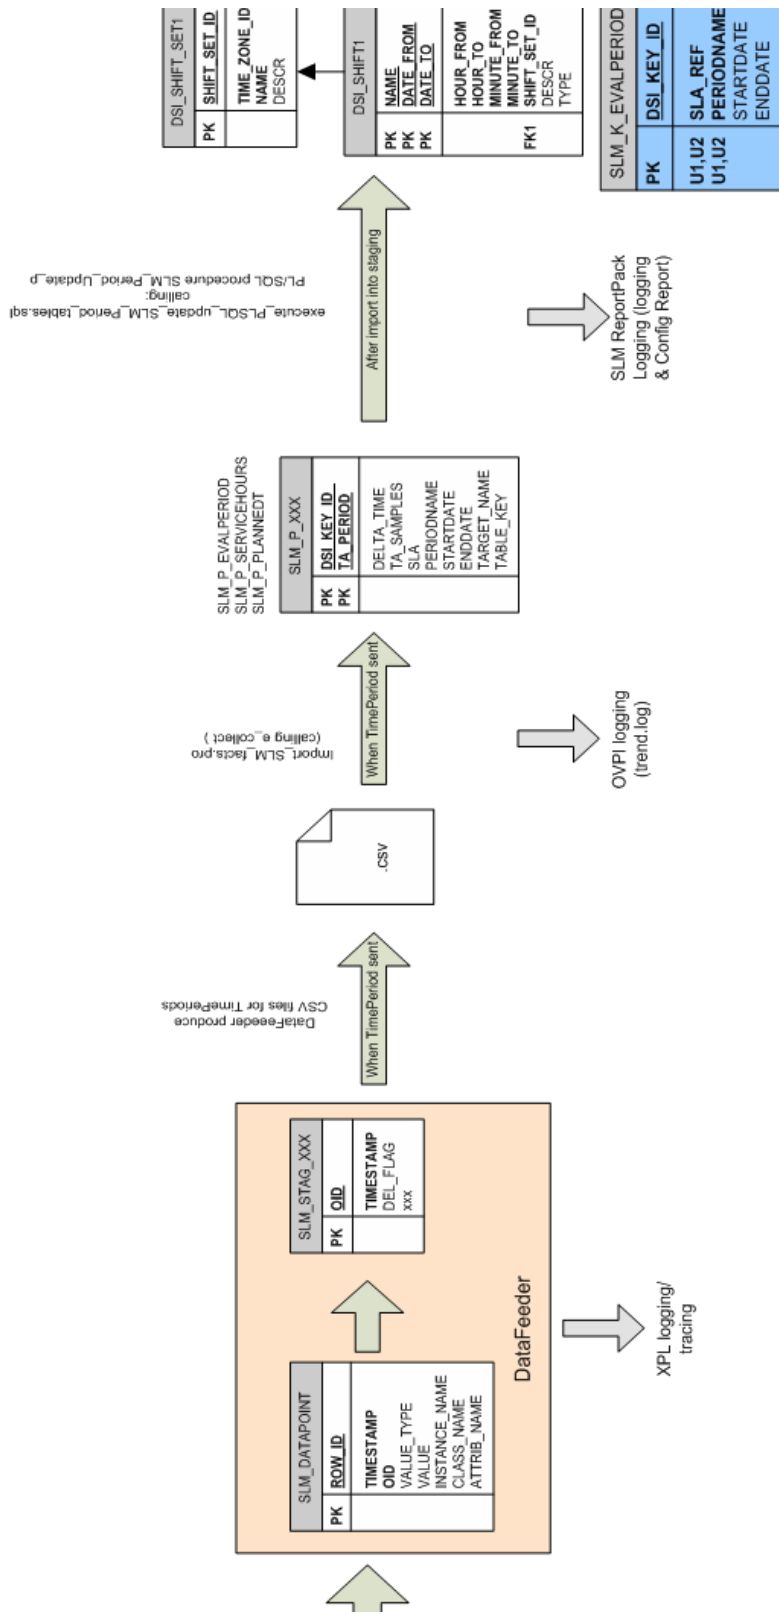 SLM_DATAPOINT
PK ROW_ID
TIMESTAMP
OID
VALUE_TYPE
VALUE
INSTANCE_NAME
CLASS_NAME
ATTRIB_NAME
SLM_STAG_XXX
PK OID
TIMESTAMP
DEL_FLAG
xxx
DataFeeder
XPL logging/
tracing
DataFeeeder produce
CSV files for TimePeriods
When TimePeriod sent
.csv
Import_SLM_facts.pro
(calling e_collect )
When TimePeriod sent
OVPI logging
(trend.log)
SLM_P_EVALPERIOD
SLM_P_SERVICEHOURS
SLM_P_PLANNEDT
SLM_P_XXX
PK DSI_KEY_ID
PK TA_PERIOD
DELTA_TIME
TA_SAMPLES
SLA
PERIODNAME
STARTDATE
ENDDATE
TARGET_NAME
TABLE_KEY
execute_PLSQL_update_SLM_Period_tables.sql
calling:
PL/SQL procedure SLM_Period_Update_p
After import into staging
SLM ReportPack
Logging (logging
& Config Report)
DSI_SHIFT_SET1
PK SHIFT_SET_ID
TIME_ZONE_ID
NAME
DESCR
DSI_SHIFT1
PK NAME
PK DATE_FROM
PK DATE_TO
HOUR_FROM
HOUR_TO
MINUTE_FROM
MINUTE_TO
FK1 SHIFT_SET_ID
DESCR
TYPE
SLM_K_EVALPERIOD
PK DSI_KEY_ID
U1,U2 SLA_REF
U1,U2 PERIODNAME
STARTDATE
ENDDATE